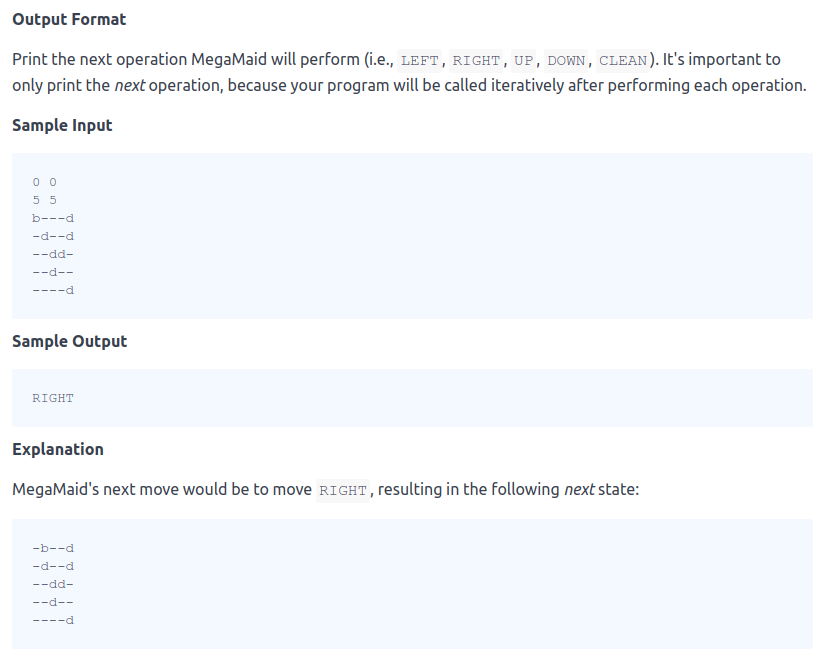 Output Format
Print the next operation MegaMaid will perform (i.e., LEFT, RIGHT, UP, DOWN, CLEAN). It's important to
only print the next operation, because your program will be called iteratively after performing each operation.
Sample Input
0 0
5 5
b---d
-d--d
--dd-
--d--
----d
Sample Output
RIGHT
Explanation
MegaMaid's next move would be to move RIGHT, resulting in the following next state:
-b--d
-d--d
--dd-
--d--
----d